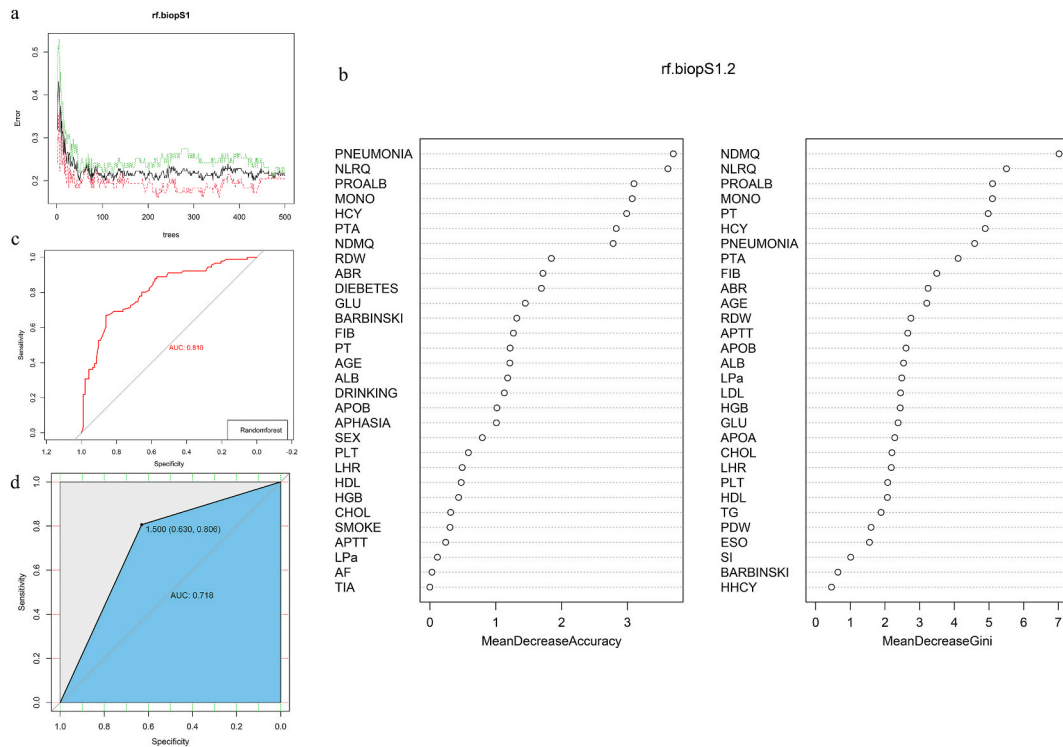 a
rf.biopS1
0.5
0.4
0.3
0.2
Error
0 100 200 300 400 500
trees
b
rf.biopS1.2
PNEUMONIA
NLRQ
PROALB
MONO
HCY
PTA
NDMQ
RDW
ABR
DIEBETES
GLU
BARBINSKI
FIB
PT
AGE
ALB
DRINKING
APOB
APHASIA
SEX
PLT
LHR
HDL
HGB
CHOL
SMOKE
APTT
LPa
AF
TIA
0 1 2 3
MeanDecreaseAccuracy
NDMQ
NLRQ
PROALB
MONO
PT
HCY
PNEUMONIA
PTA
FIB
ABR
AGE
RDW
APTT
APOB
ALB
LPa
LDL
HGB
GLU
APOA
CHOL
LHR
PLT
HDL
TG
PDW
ESO
SI
BARBINSKI
HHCY
0 1 2 3 4 5 6 7
MeanDecreaseGini
c
1.0
0.8
0.6
0.4
0.2
0.0
Sensitivity
AUC: 0.810
Randomforest
1.2 1.0 0.8 0.6 0.4 0.2 0.0 -0.2
Specificity
d
1.0
0.8
0.6
0.4
0.2
0.0
Sensitivity
1.500 (0.630, 0.806)
AUC: 0.718
1.0 0.8 0.6 0.4 0.2 0.0
Specificity